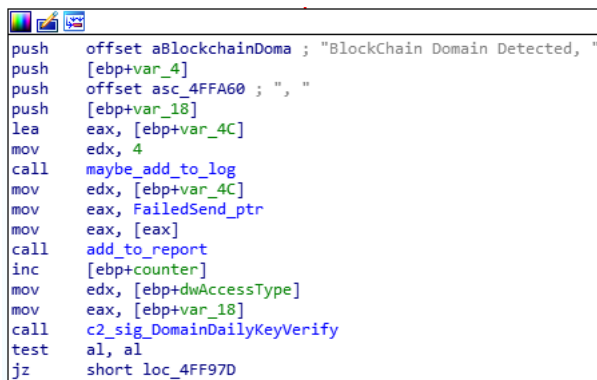 push    offset aBlockchainDoma ; "BlockChain Domain Detected, "
push    [ebp+var_4]
push    offset asc_4FFA60 ; ", "
push    [ebp+var_18]
lea     eax, [ebp+var_4C]
mov     edx, 4
call    maybe_add_to_log
mov     edx, [ebp+var_4C]
mov     eax, FailedSend_ptr
mov     eax, [eax]
call    add_to_report
inc     [ebp+counter]
mov     edx, [ebp+dwAccessType]
mov     eax, [ebp+var_18]
call    c2_sig_DomainDailyKeyVerify
test    al, al
jz      short loc_4FF97D